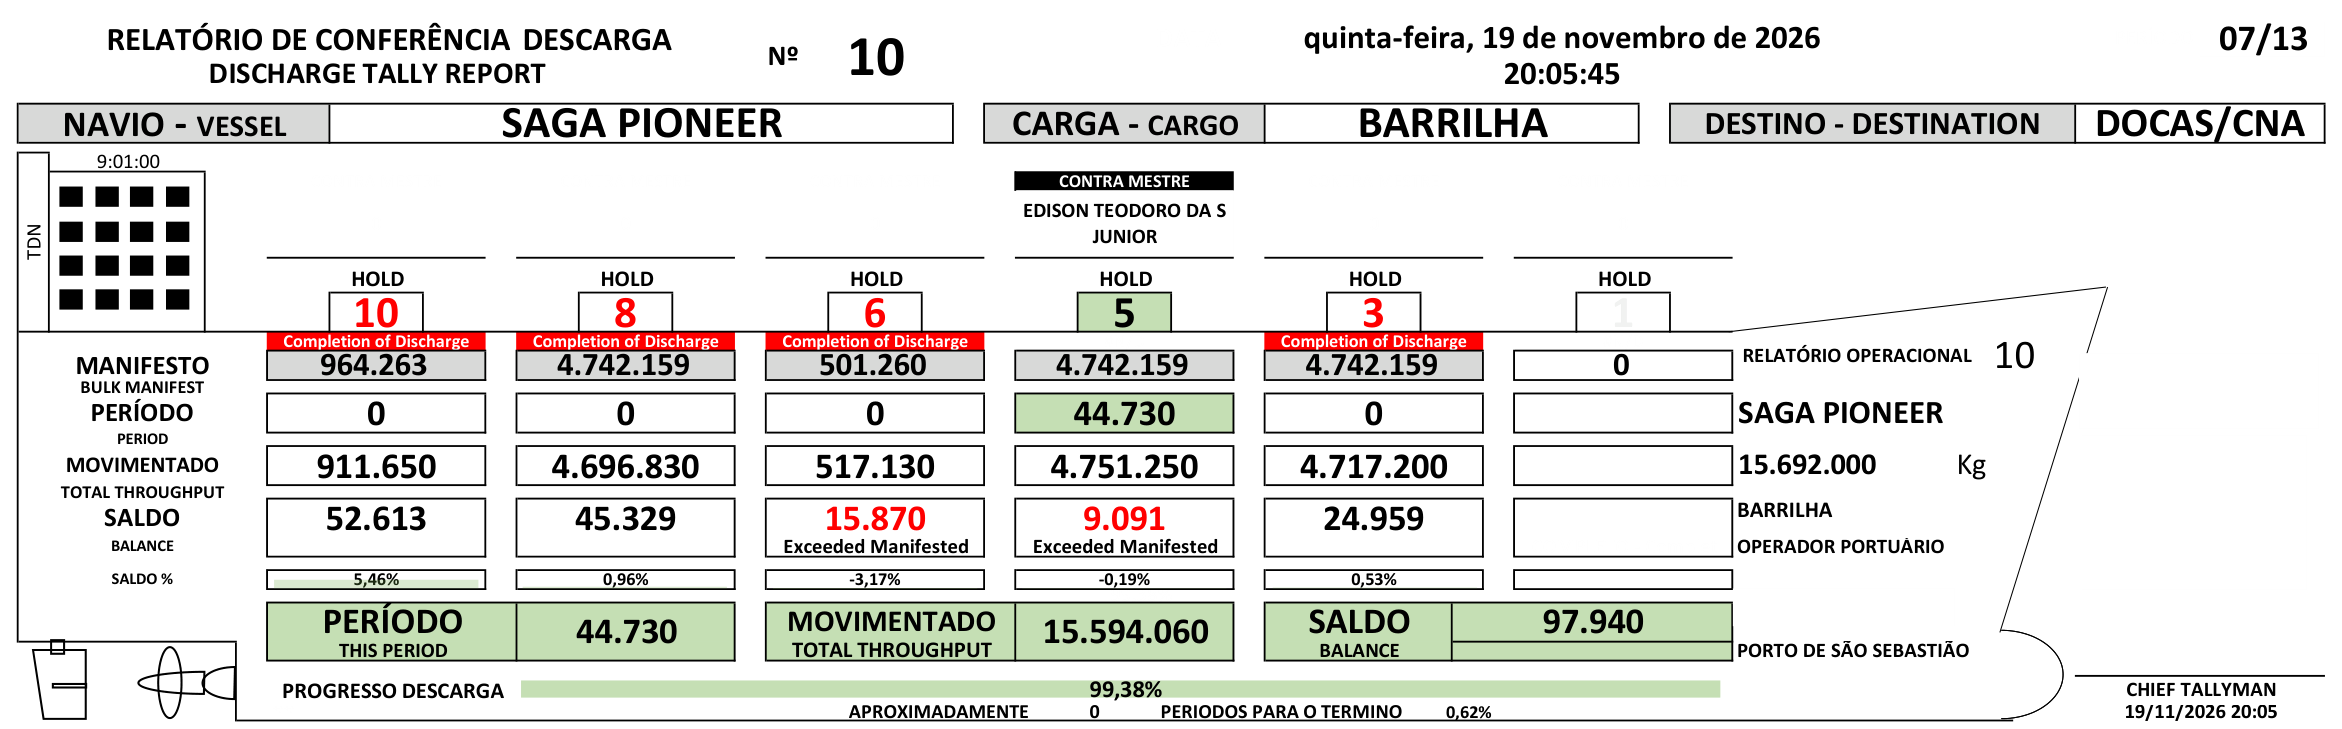 RELATÓRIO DE CONFERÊNCIA DESCARGA
DISCHARGE TALLY REPORT
Nº 10
quinta-feira, 19 de novembro de 2026
20:05:45
07/13
NAVIO - VESSEL SAGA PIONEER CARGA - CARGO BARRILHA DESTINO - DESTINATION DOCAS/CNA
9:01:00
TDN
CONTRA MESTRE
EDISON TEODORO DA S
JUNIOR
HOLD HOLD HOLD HOLD HOLD HOLD
10 8 6 5 3 1
Completion of Discharge Completion of Discharge Completion of Discharge Completion of Discharge
MANIFESTO 964.263 4.742.159 501.260 4.742.159 4.742.159 0 RELATÓRIO OPERACIONAL 10
BULK MANIFEST
PERÍODO 0 0 0 44.730 0 SAGA PIONEER
PERIOD
MOVIMENTADO 911.650 4.696.830 517.130 4.751.250 4.717.200 15.692.000 Kg
TOTAL THROUGHPUT
SALDO 52.613 45.329 15.870 9.091 24.959 BARRILHA
BALANCE Exceeded Manifested Exceeded Manifested OPERADOR PORTUÁRIO
SALDO % 5,46% 0,96% -3,17% -0,19% 0,53%
PERÍODO 44.730 MOVIMENTADO 15.594.060 SALDO 97.940
THIS PERIOD TOTAL THROUGHPUT BALANCE PORTO DE SÃO SEBASTIÃO
PROGRESSO DESCARGA 99,38%
APROXIMADAMENTE 0 PERIODOS PARA O TERMINO 0,62%
CHIEF TALLYMAN
19/11/2026 20:05